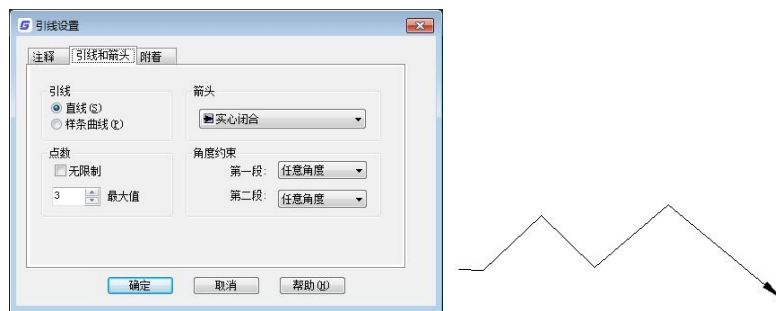 引线设置
注释 引线和箭头 附着
引线
直线(S)
样条曲线(P)
箭头
实心闭合
点数
无限制
3 最大值
角度约束
第一段: 任意角度
第二段: 任意角度
确定 取消 帮助(H)